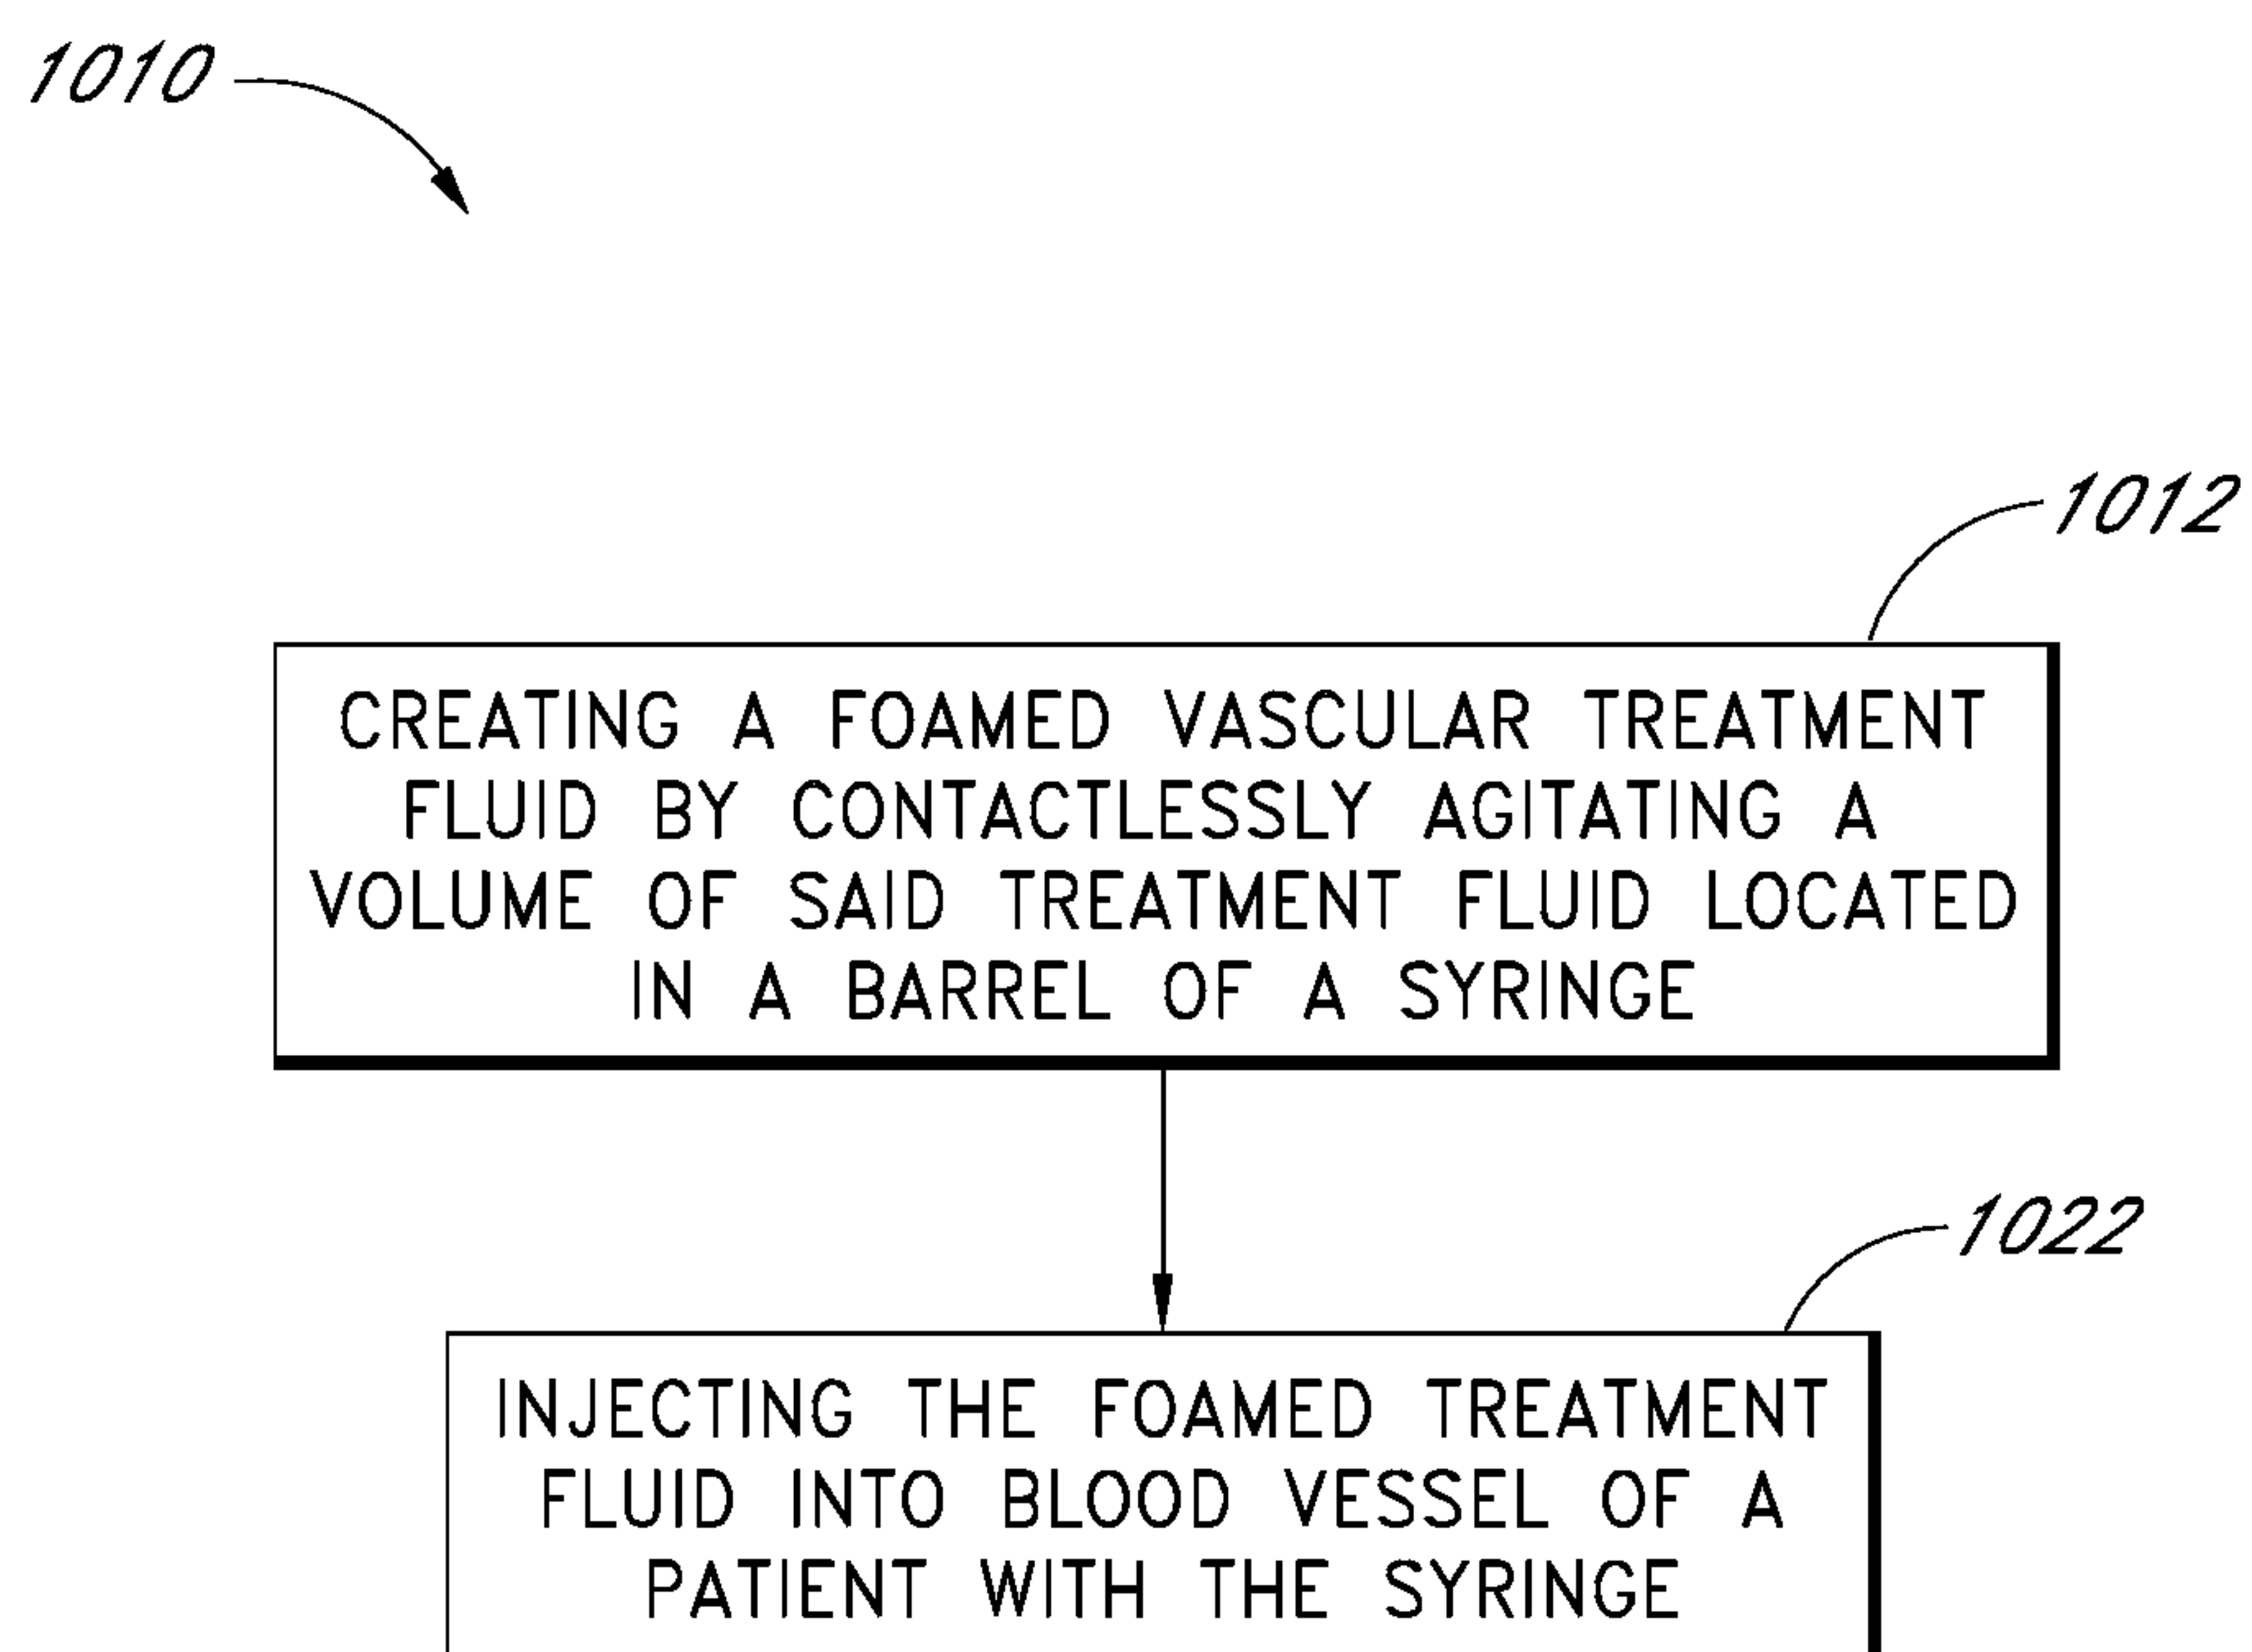 1010
1012
CREATING A FOAMED VASCULAR TREATMENT
FLUID BY CONTACTLESSLY AGITATING A
VOLUME OF SAID TREATMENT FLUID LOCATED
IN A BARREL OF A SYRINGE
1022
INJECTING THE FOAMED TREATMENT
FLUID INTO BLOOD VESSEL OF A
PATIENT WITH THE SYRINGE